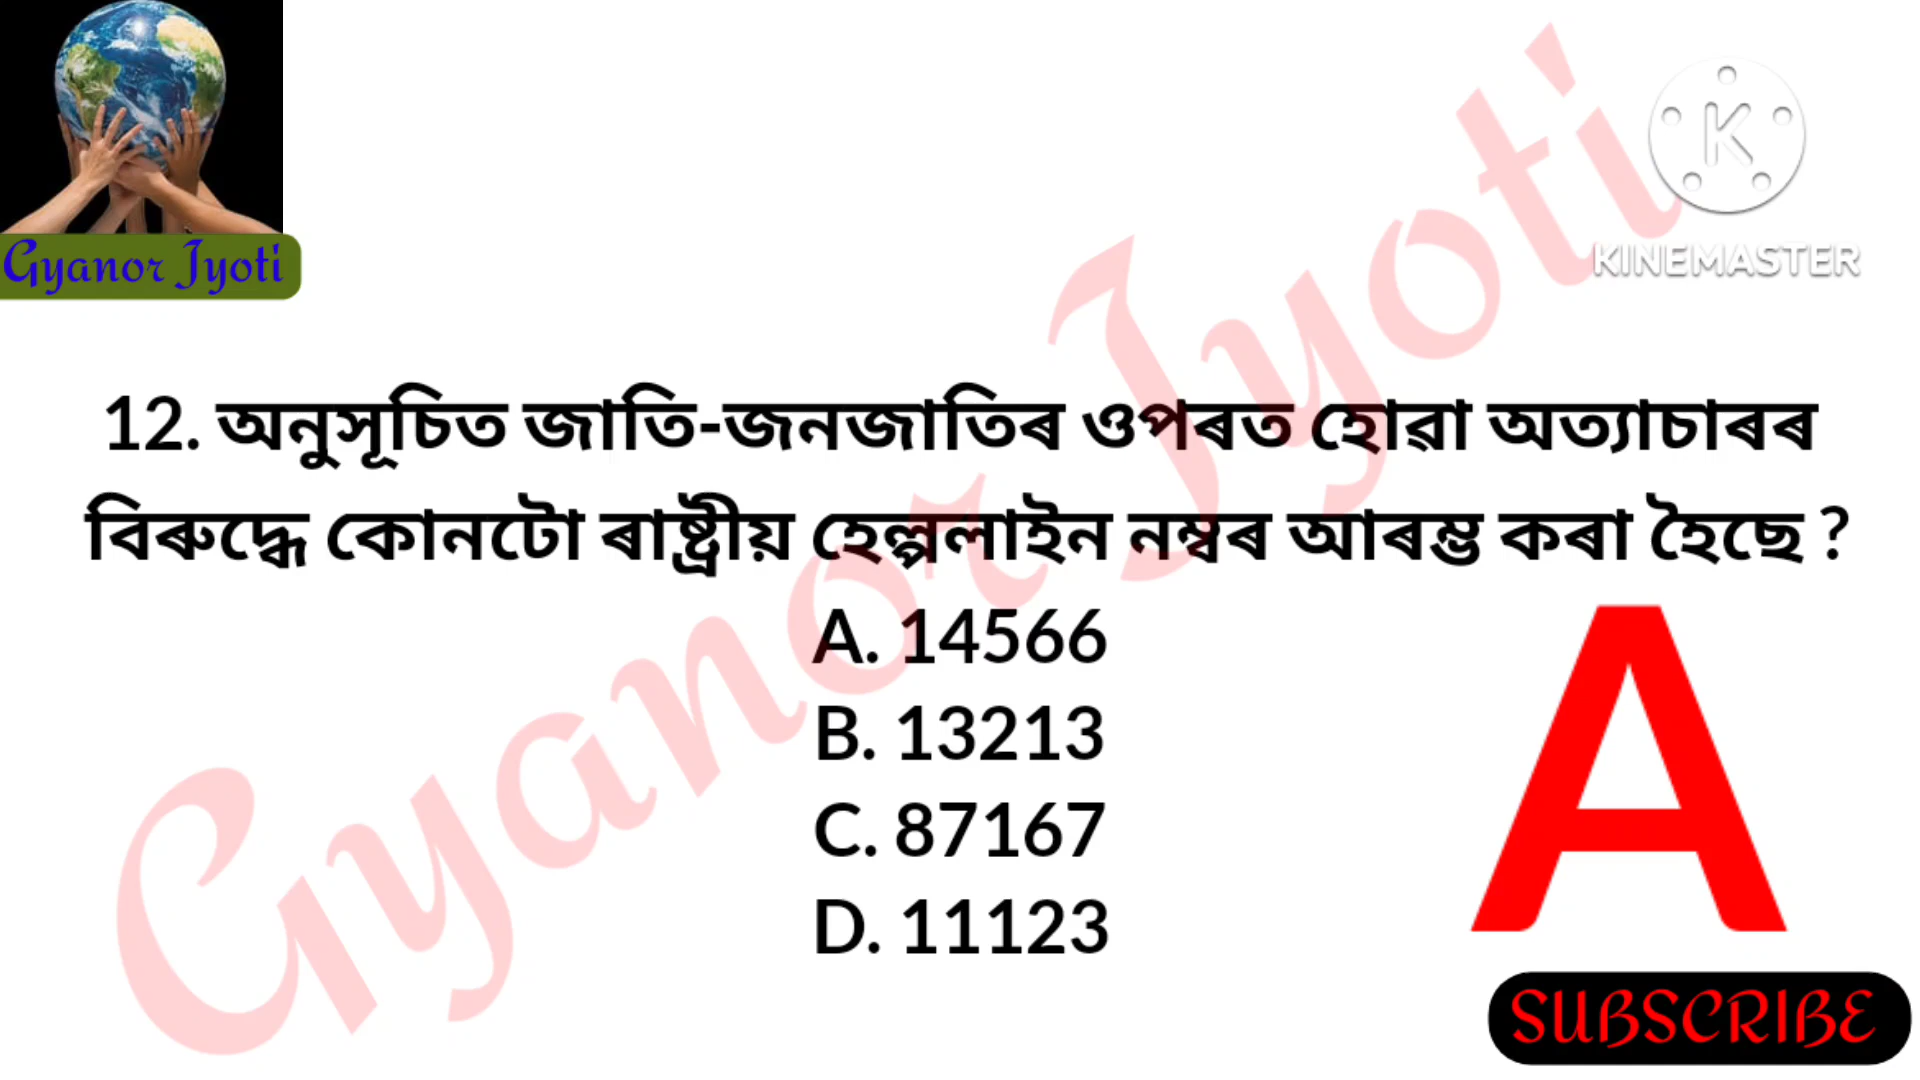 Gyanor Jyoti
K
KINEMASTER
12. অনুসূচিত জাতি-জনজাতিৰ ওপৰত হোৱা অত্যাচাৰৰ
বিৰুদ্ধে কোনটো ৰাষ্ট্ৰীয় হেল্পলাইন নম্বৰ আৰম্ভ কৰা হৈছে ?
A. 14566
B. 13213
C. 87167
D. 11123
A
Gyanor Jyoti
SUBSCRIBE